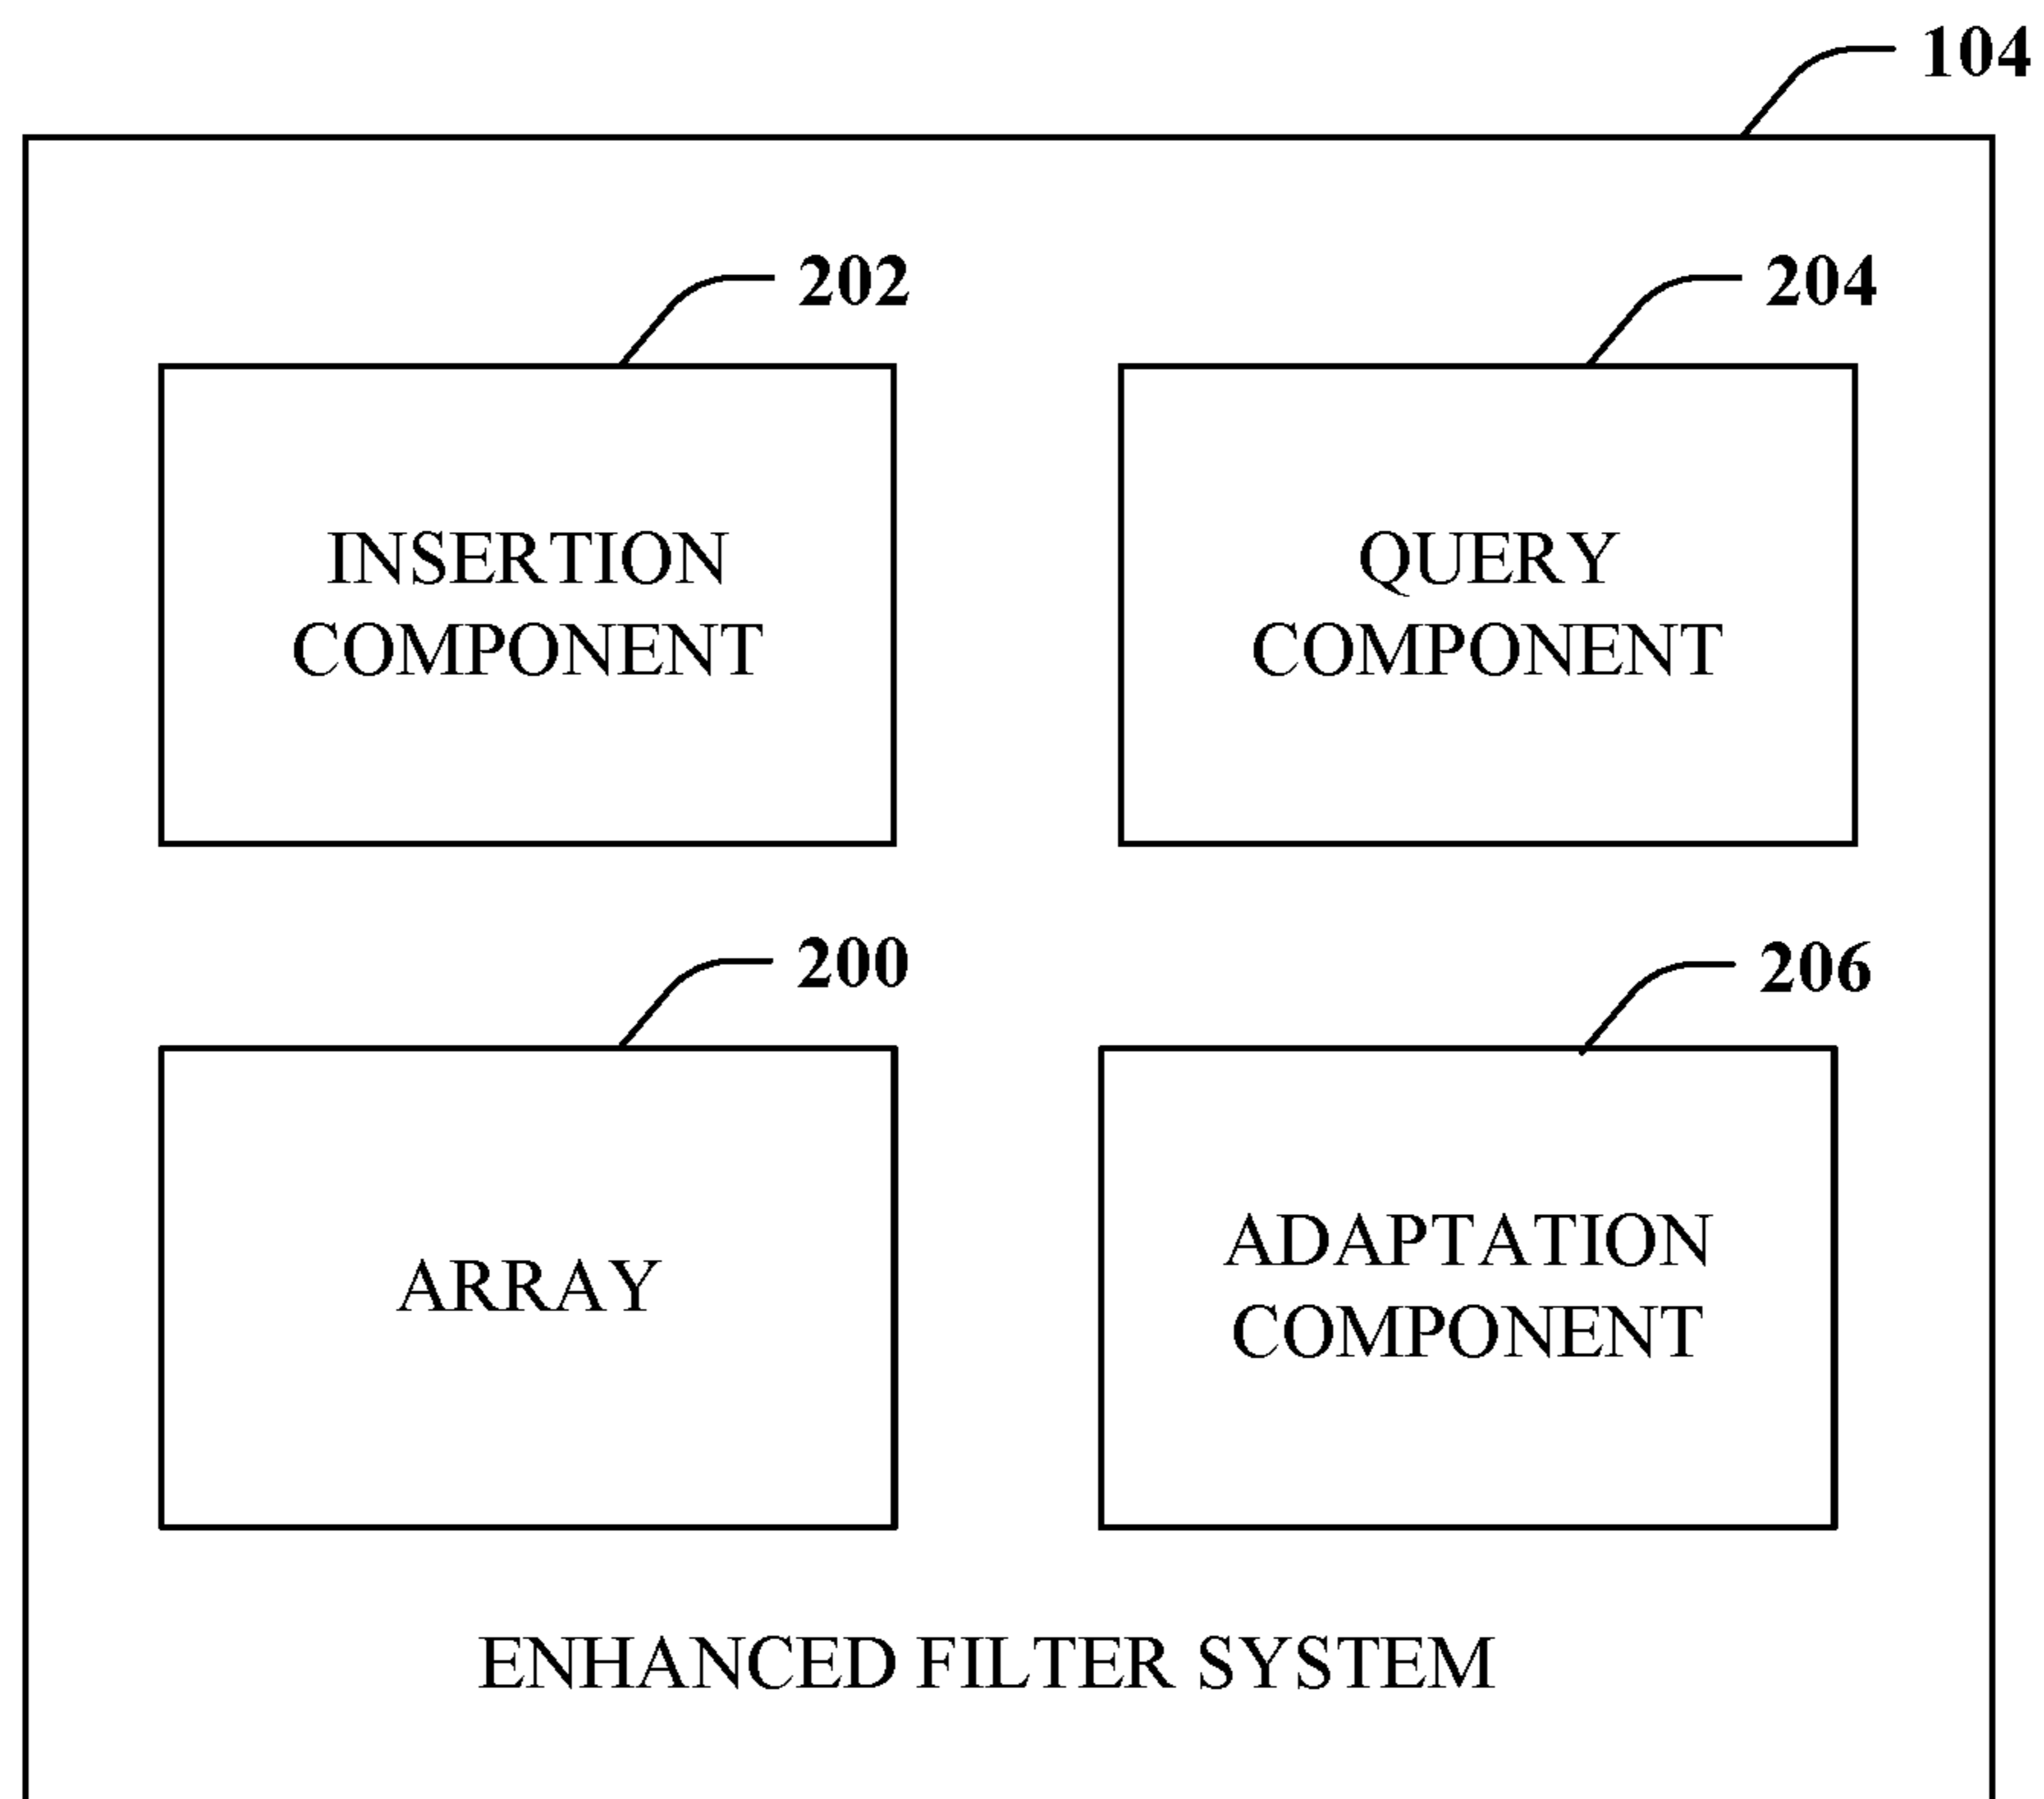 104
202
204
INSERTION
COMPONENT
QUERY
COMPONENT
200
206
ARRAY
ADAPTATION
COMPONENT
ENHANCED FILTER SYSTEM